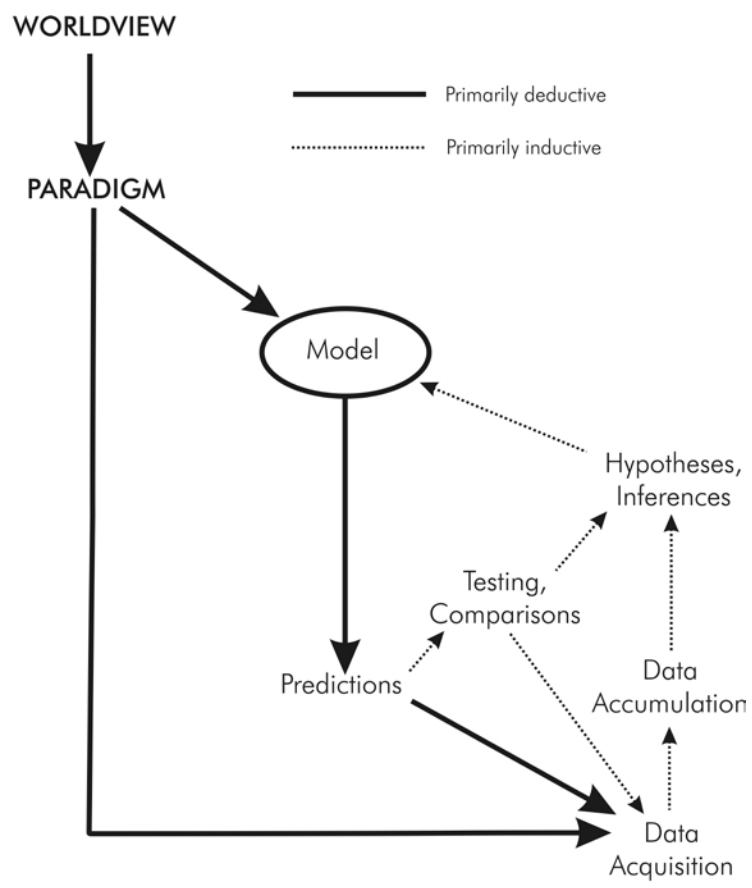 WORLDVIEW
Primarily deductive
Primarily inductive
PARADIGM
Model
Hypotheses,
Inferences
Testing,
Comparisons
Predictions
Data
Accumulation
Data
Acquisition